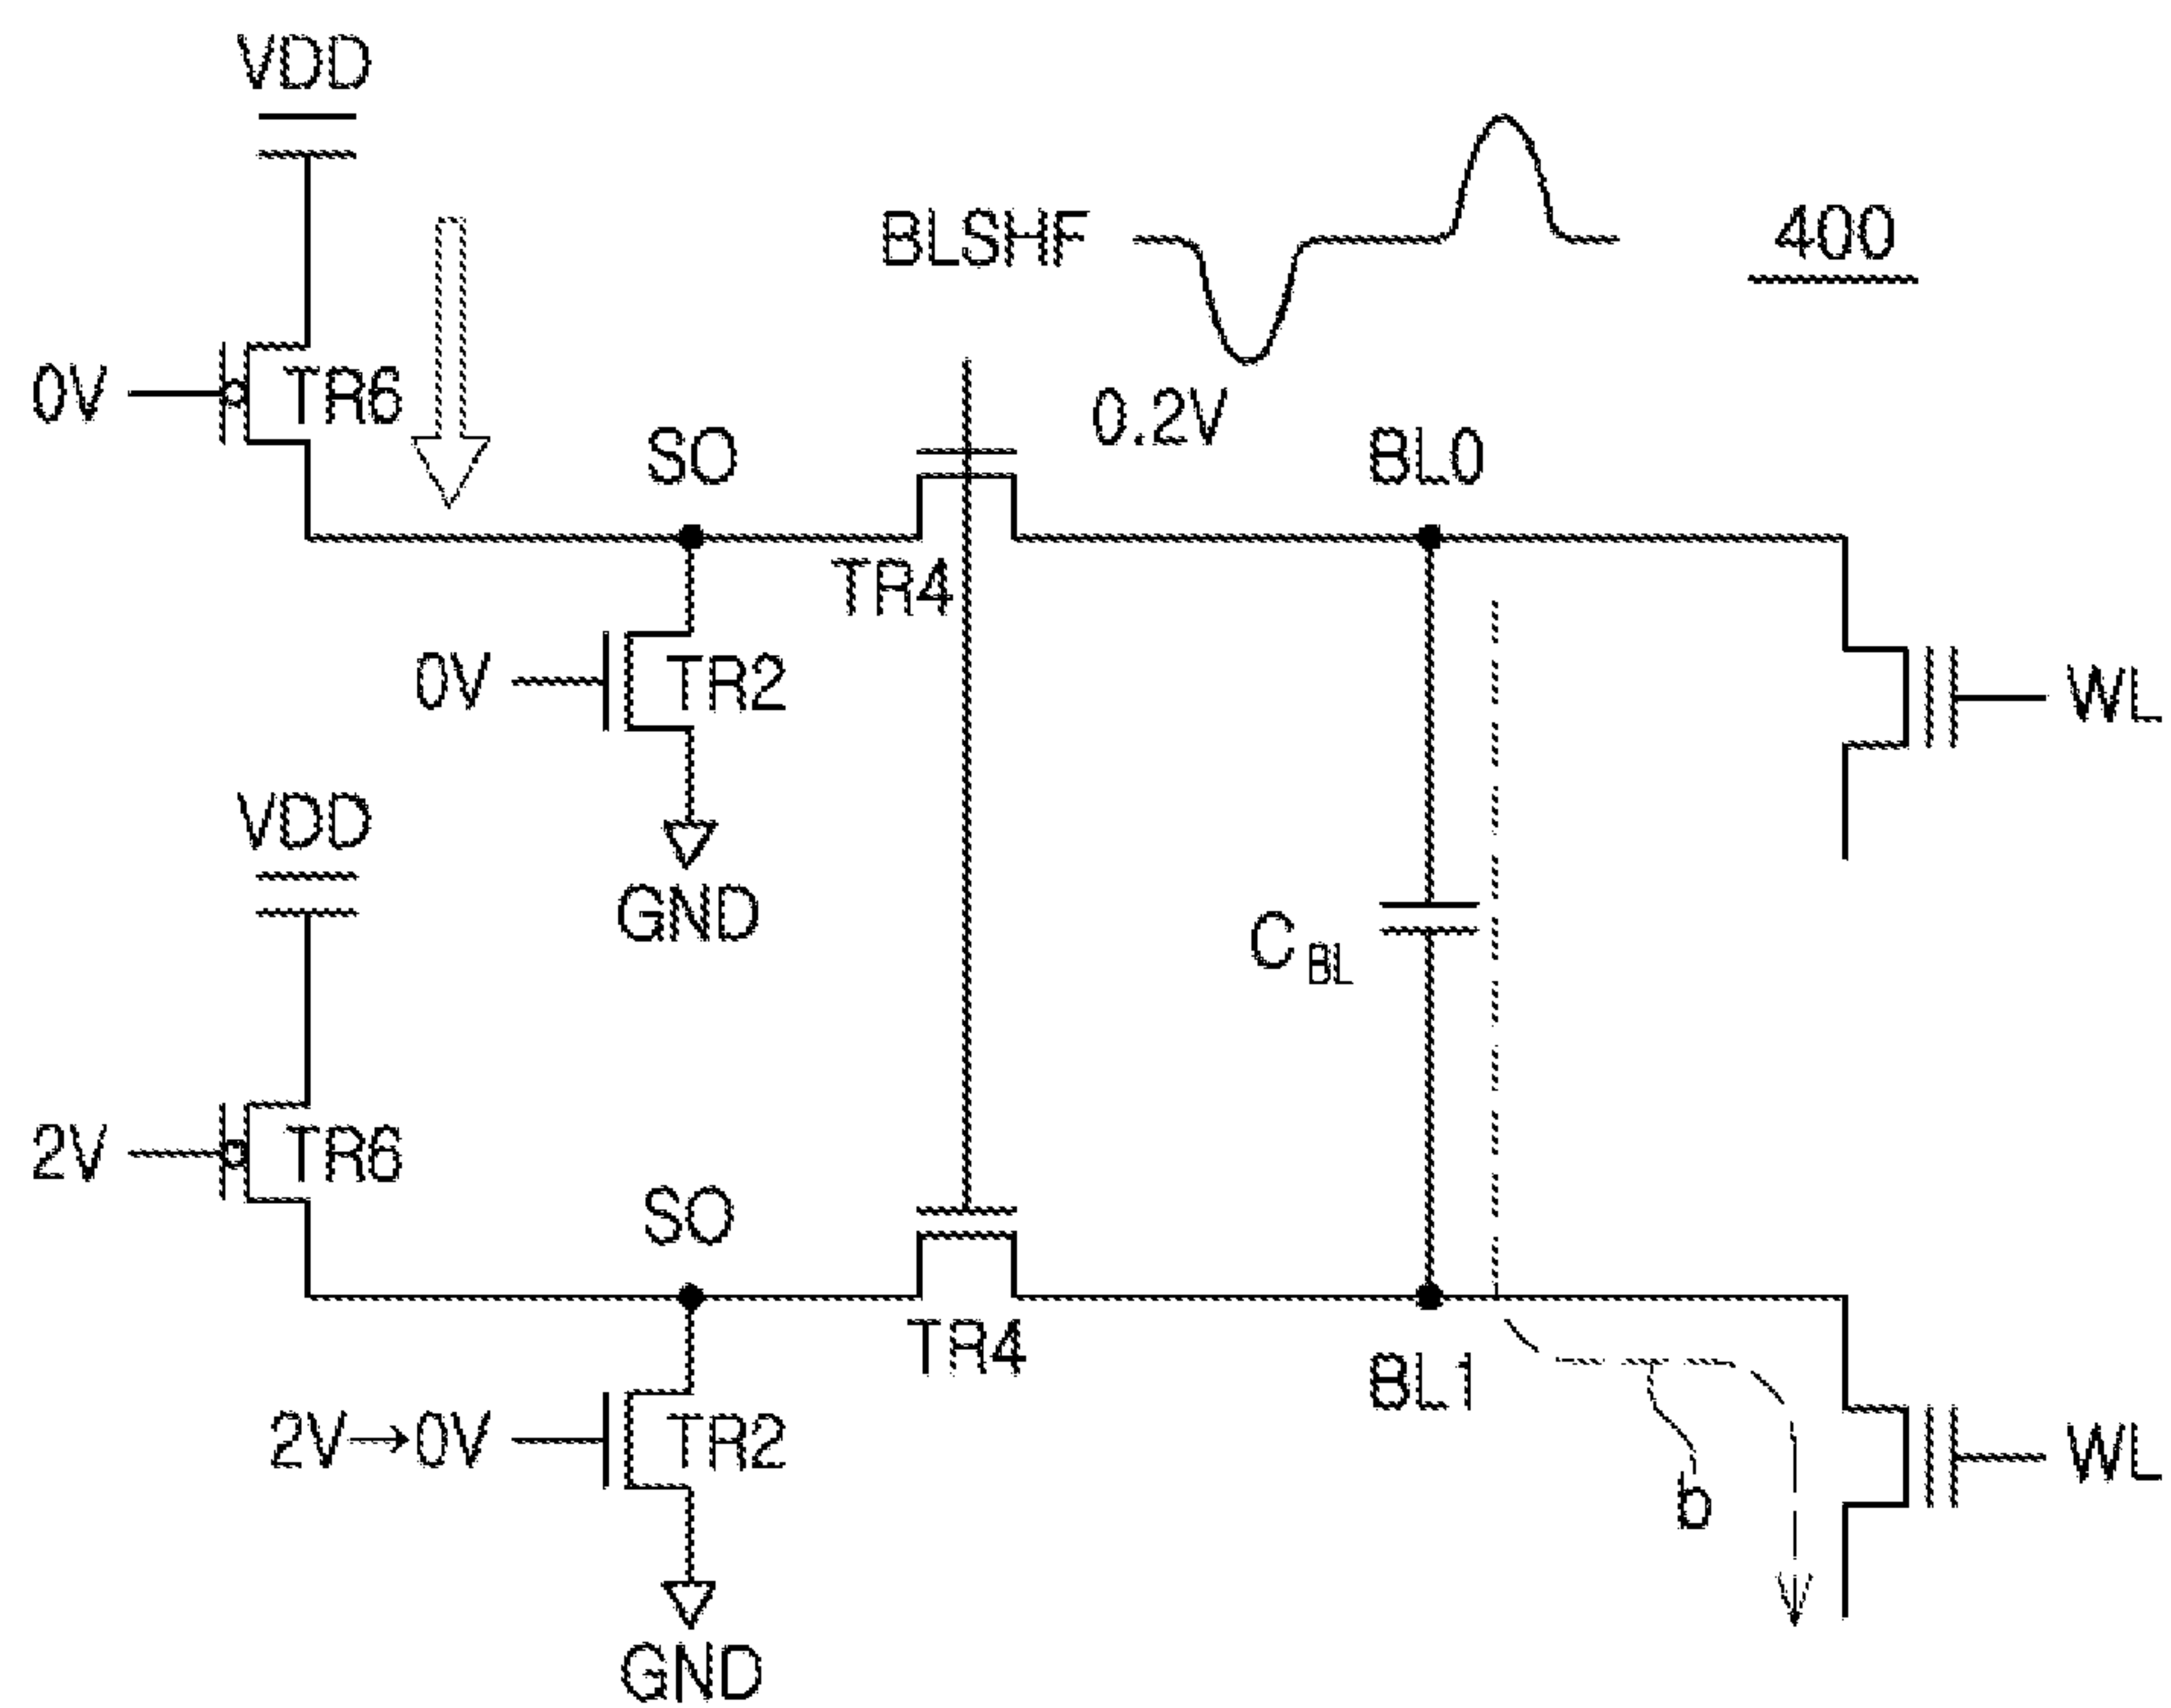 VDD
BLSHF
400
0V
TR6
0.2V
SO
BL0
TR4
0V
TR2
WL
VDD
GND
CBL
2V
TR6
SO
TR4
BL1
2V→0V
TR2
WL
b
GND